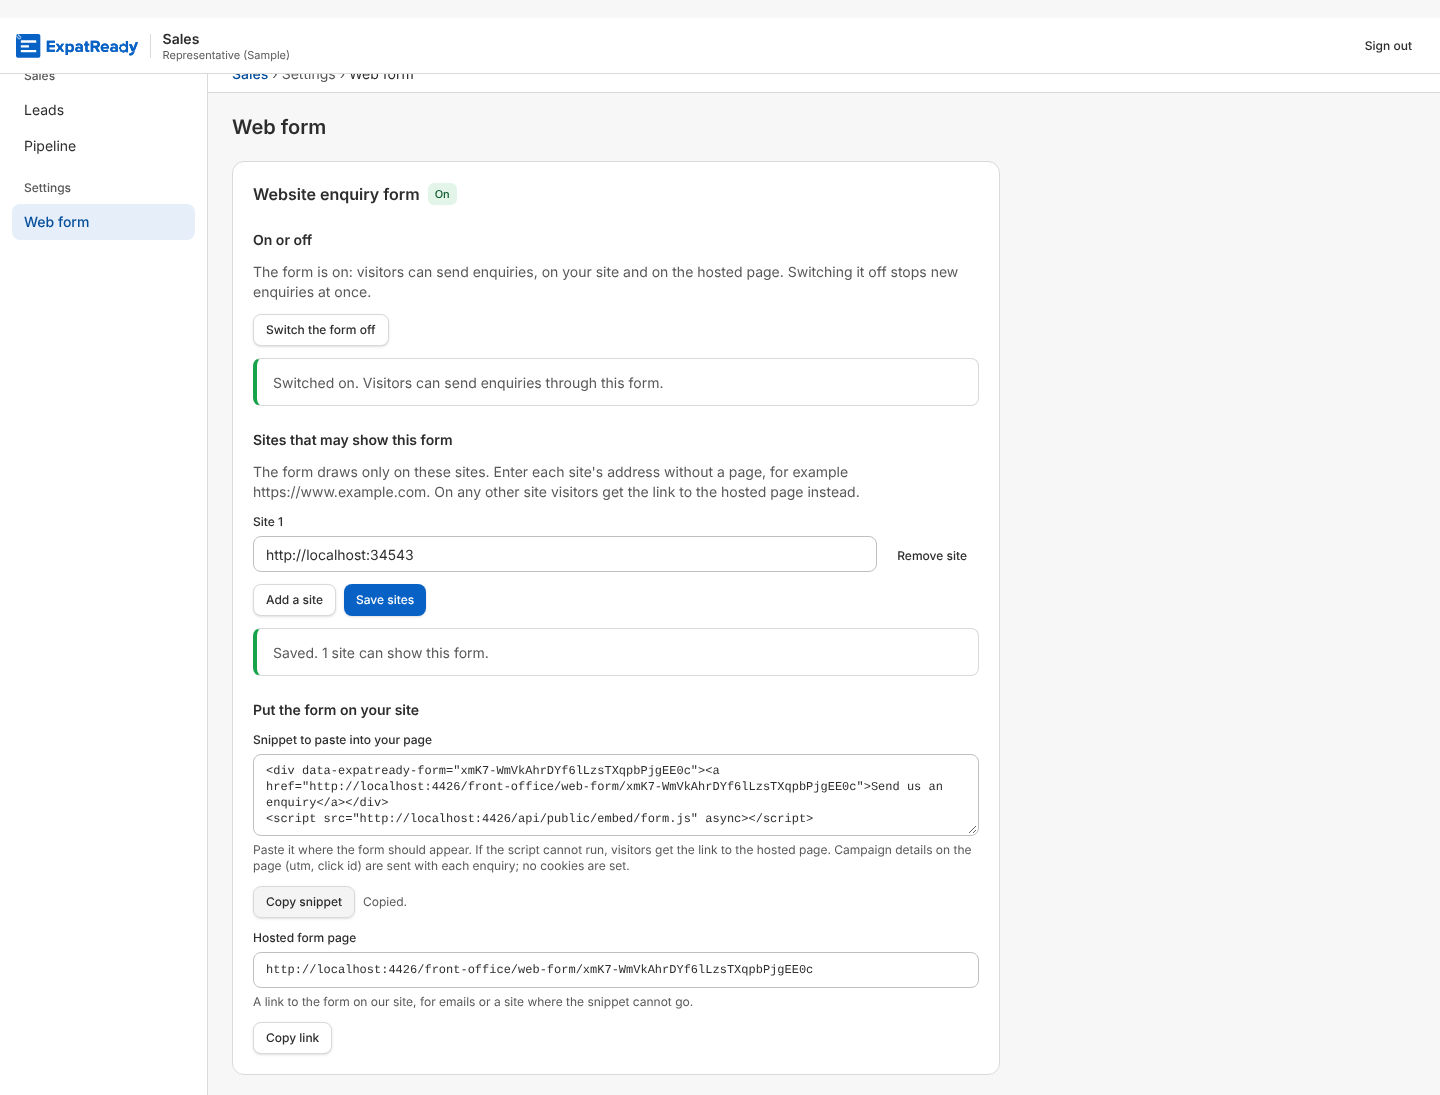 ExpatReady
Sales
Representative (Sample)
Sign out
Sales
Leads
Pipeline
Settings
Web form
Sales › Settings › Web form
Web form
Website enquiry form On
On or off
The form is on: visitors can send enquiries, on your site and on the hosted page. Switching it off stops new
enquiries at once.
Switch the form off
Switched on. Visitors can send enquiries through this form.
Sites that may show this form
The form draws only on these sites. Enter each site's address without a page, for example
https://www.example.com. On any other site visitors get the link to the hosted page instead.
Site 1
http://localhost:34543
Remove site
Add a site
Save sites
Saved. 1 site can show this form.
Put the form on your site
Snippet to paste into your page
<div data-expatready-form="xmK7-WmVkAhrDYf6lLzsTXqpbPjgEE0c"><a
href="http://localhost:4426/front-office/web-form/xmK7-WmVkAhrDYf6lLzsTXqpbPjgEE0c">Send us an
enquiry</a></div>
<script src="http://localhost:4426/api/public/embed/form.js" async></script>
Paste it where the form should appear. If the script cannot run, visitors get the link to the hosted page. Campaign details on the
page (utm, click id) are sent with each enquiry; no cookies are set.
Copy snippet
Copied.
Hosted form page
http://localhost:4426/front-office/web-form/xmK7-WmVkAhrDYf6lLzsTXqpbPjgEE0c
A link to the form on our site, for emails or a site where the snippet cannot go.
Copy link